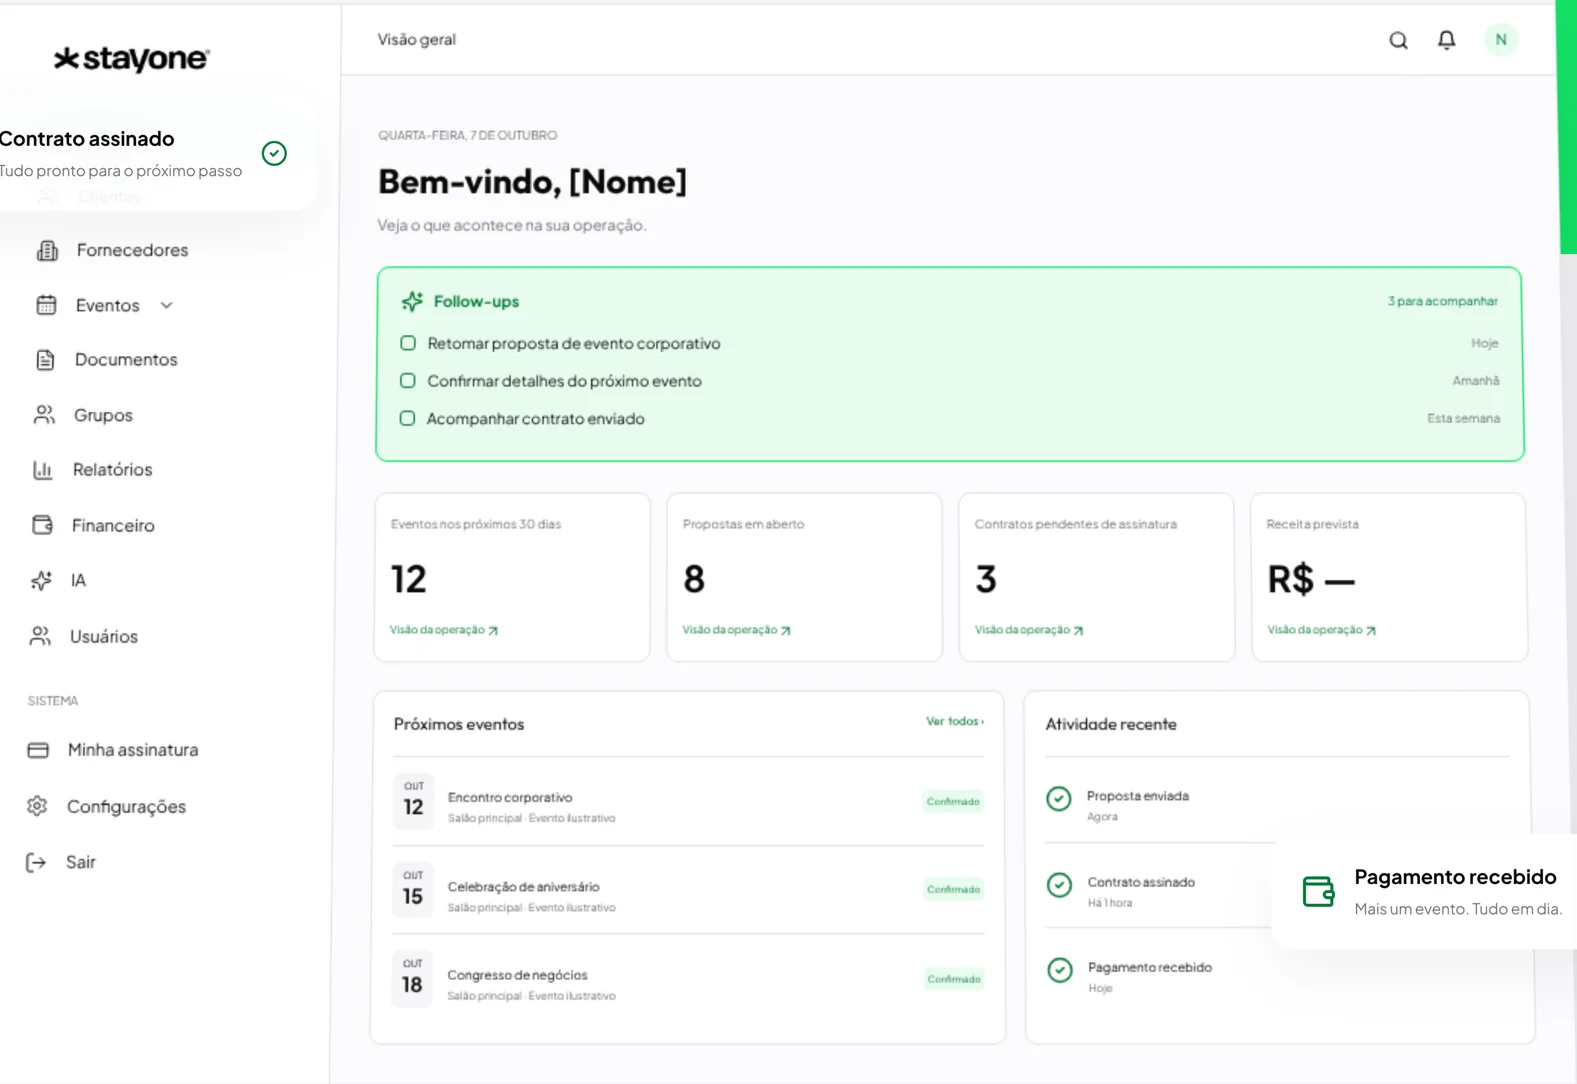 stayone
Contrato assinado
Tudo pronto para o próximo passo
Clientes
Fornecedores
Eventos
Documentos
Grupos
Relatórios
Financeiro
IA
Usuários
SISTEMA
Minha assinatura
Configurações
Sair
Visão geral
N
QUARTA-FEIRA, 7 DE OUTUBRO
Bem-vindo, [Nome]
Veja o que acontece na sua operação.
Follow-ups
3 para acompanhar
Retomar proposta de evento corporativo
Hoje
Confirmar detalhes do próximo evento
Amanhã
Acompanhar contrato enviado
Esta semana
Eventos nos próximos 30 dias
12
Visão da operação
Propostas em aberto
8
Visão da operação
Contratos pendentes de assinatura
3
Visão da operação
Receita prevista
R$ —
Visão da operação
Próximos eventos
Ver todos ›
OUT
12
Encontro corporativo
Salão principal · Evento ilustrativo
Confirmado
OUT
15
Celebração de aniversário
Salão principal · Evento ilustrativo
Confirmado
OUT
18
Congresso de negócios
Salão principal · Evento ilustrativo
Confirmado
Atividade recente
Proposta enviada
Agora
Contrato assinado
Há 1 hora
Pagamento recebido
Hoje
Pagamento recebido
Mais um evento. Tudo em dia.